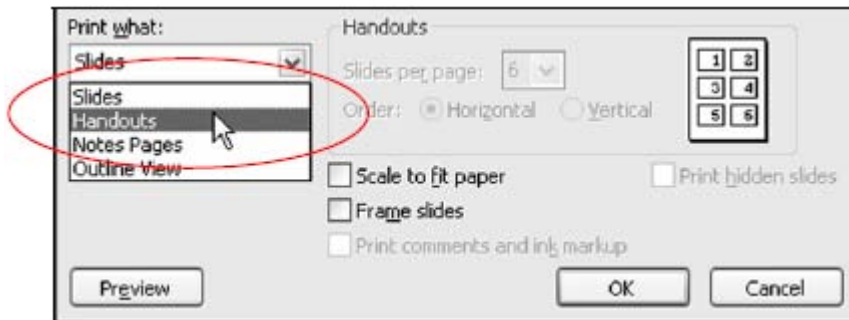 Print what:
Slides
Slides
Handouts
Notes Pages
Outline View
Handouts
Slides per page: 6
Order: Horizontal Vertical
1 2
3 4
5 6
Scale to fit paper
Print hidden slides
Frame slides
Print comments and ink markup
Preview
OK
Cancel